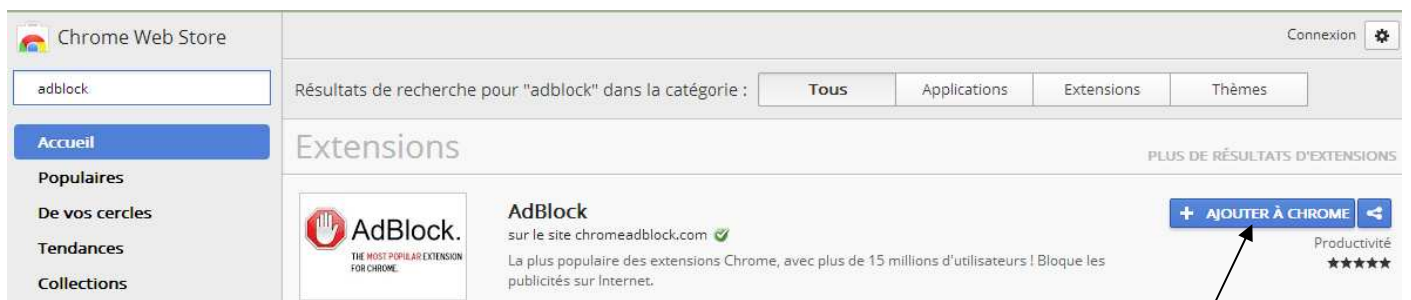 Chrome Web Store
Connexion
adblock
Résultats de recherche pour "adblock" dans la catégorie :
Tous
Applications
Extensions
Thèmes
Accueil
Populaires
De vos cercles
Tendances
Collections
Extensions
PLUS DE RÉSULTATS D'EXTENSIONS
AdBlock.
THE MOST POPULAR EXTENSION
FOR CHROME.
AdBlock
sur le site chromeadblock.com
La plus populaire des extensions Chrome, avec plus de 15 millions d'utilisateurs ! Bloque les
publicités sur Internet.
+ AJOUTER À CHROME
Productivité
★★★★★